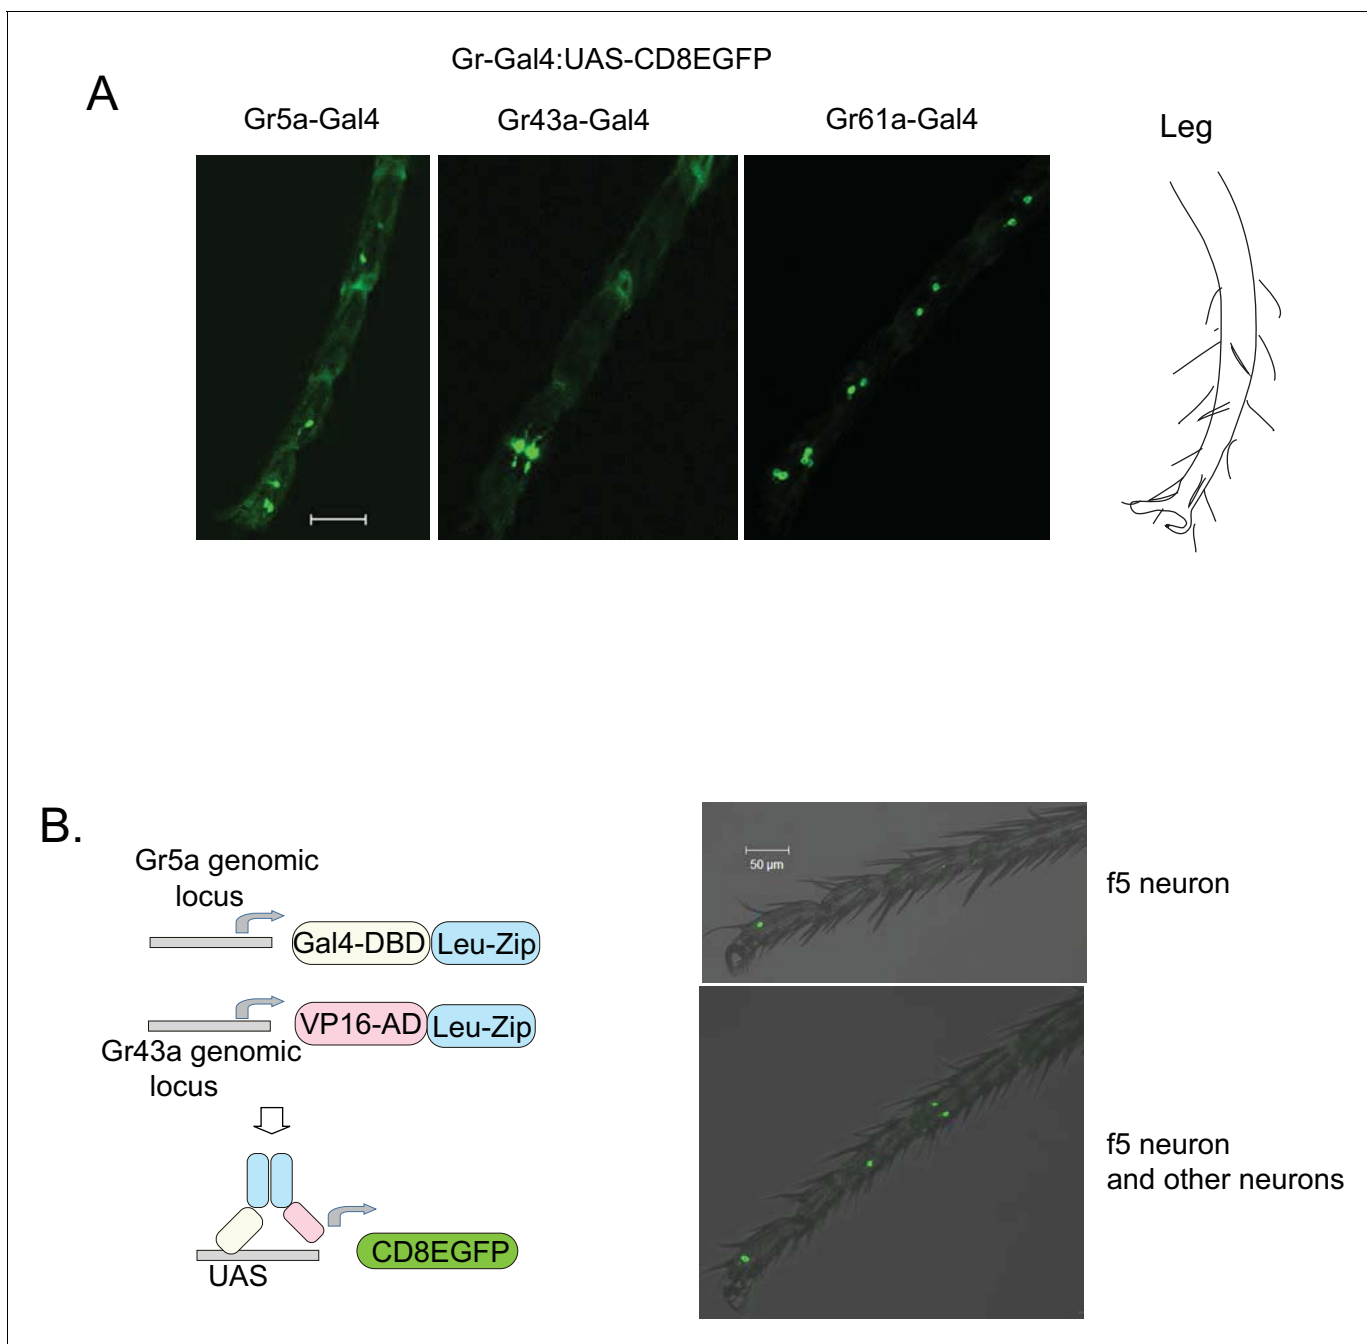 Gr-Gal4:UAS-CD8EGFP
A
Gr5a-Gal4
Gr43a-Gal4
Gr61a-Gal4
Leg
B.
Gr5a genomic
locus
Gal4-DBD
Leu-Zip
VP16-AD
Leu-Zip
Gr43a genomic
locus
UAS
CD8EGFP
50 µm
f5 neuron
f5 neuron
and other neurons